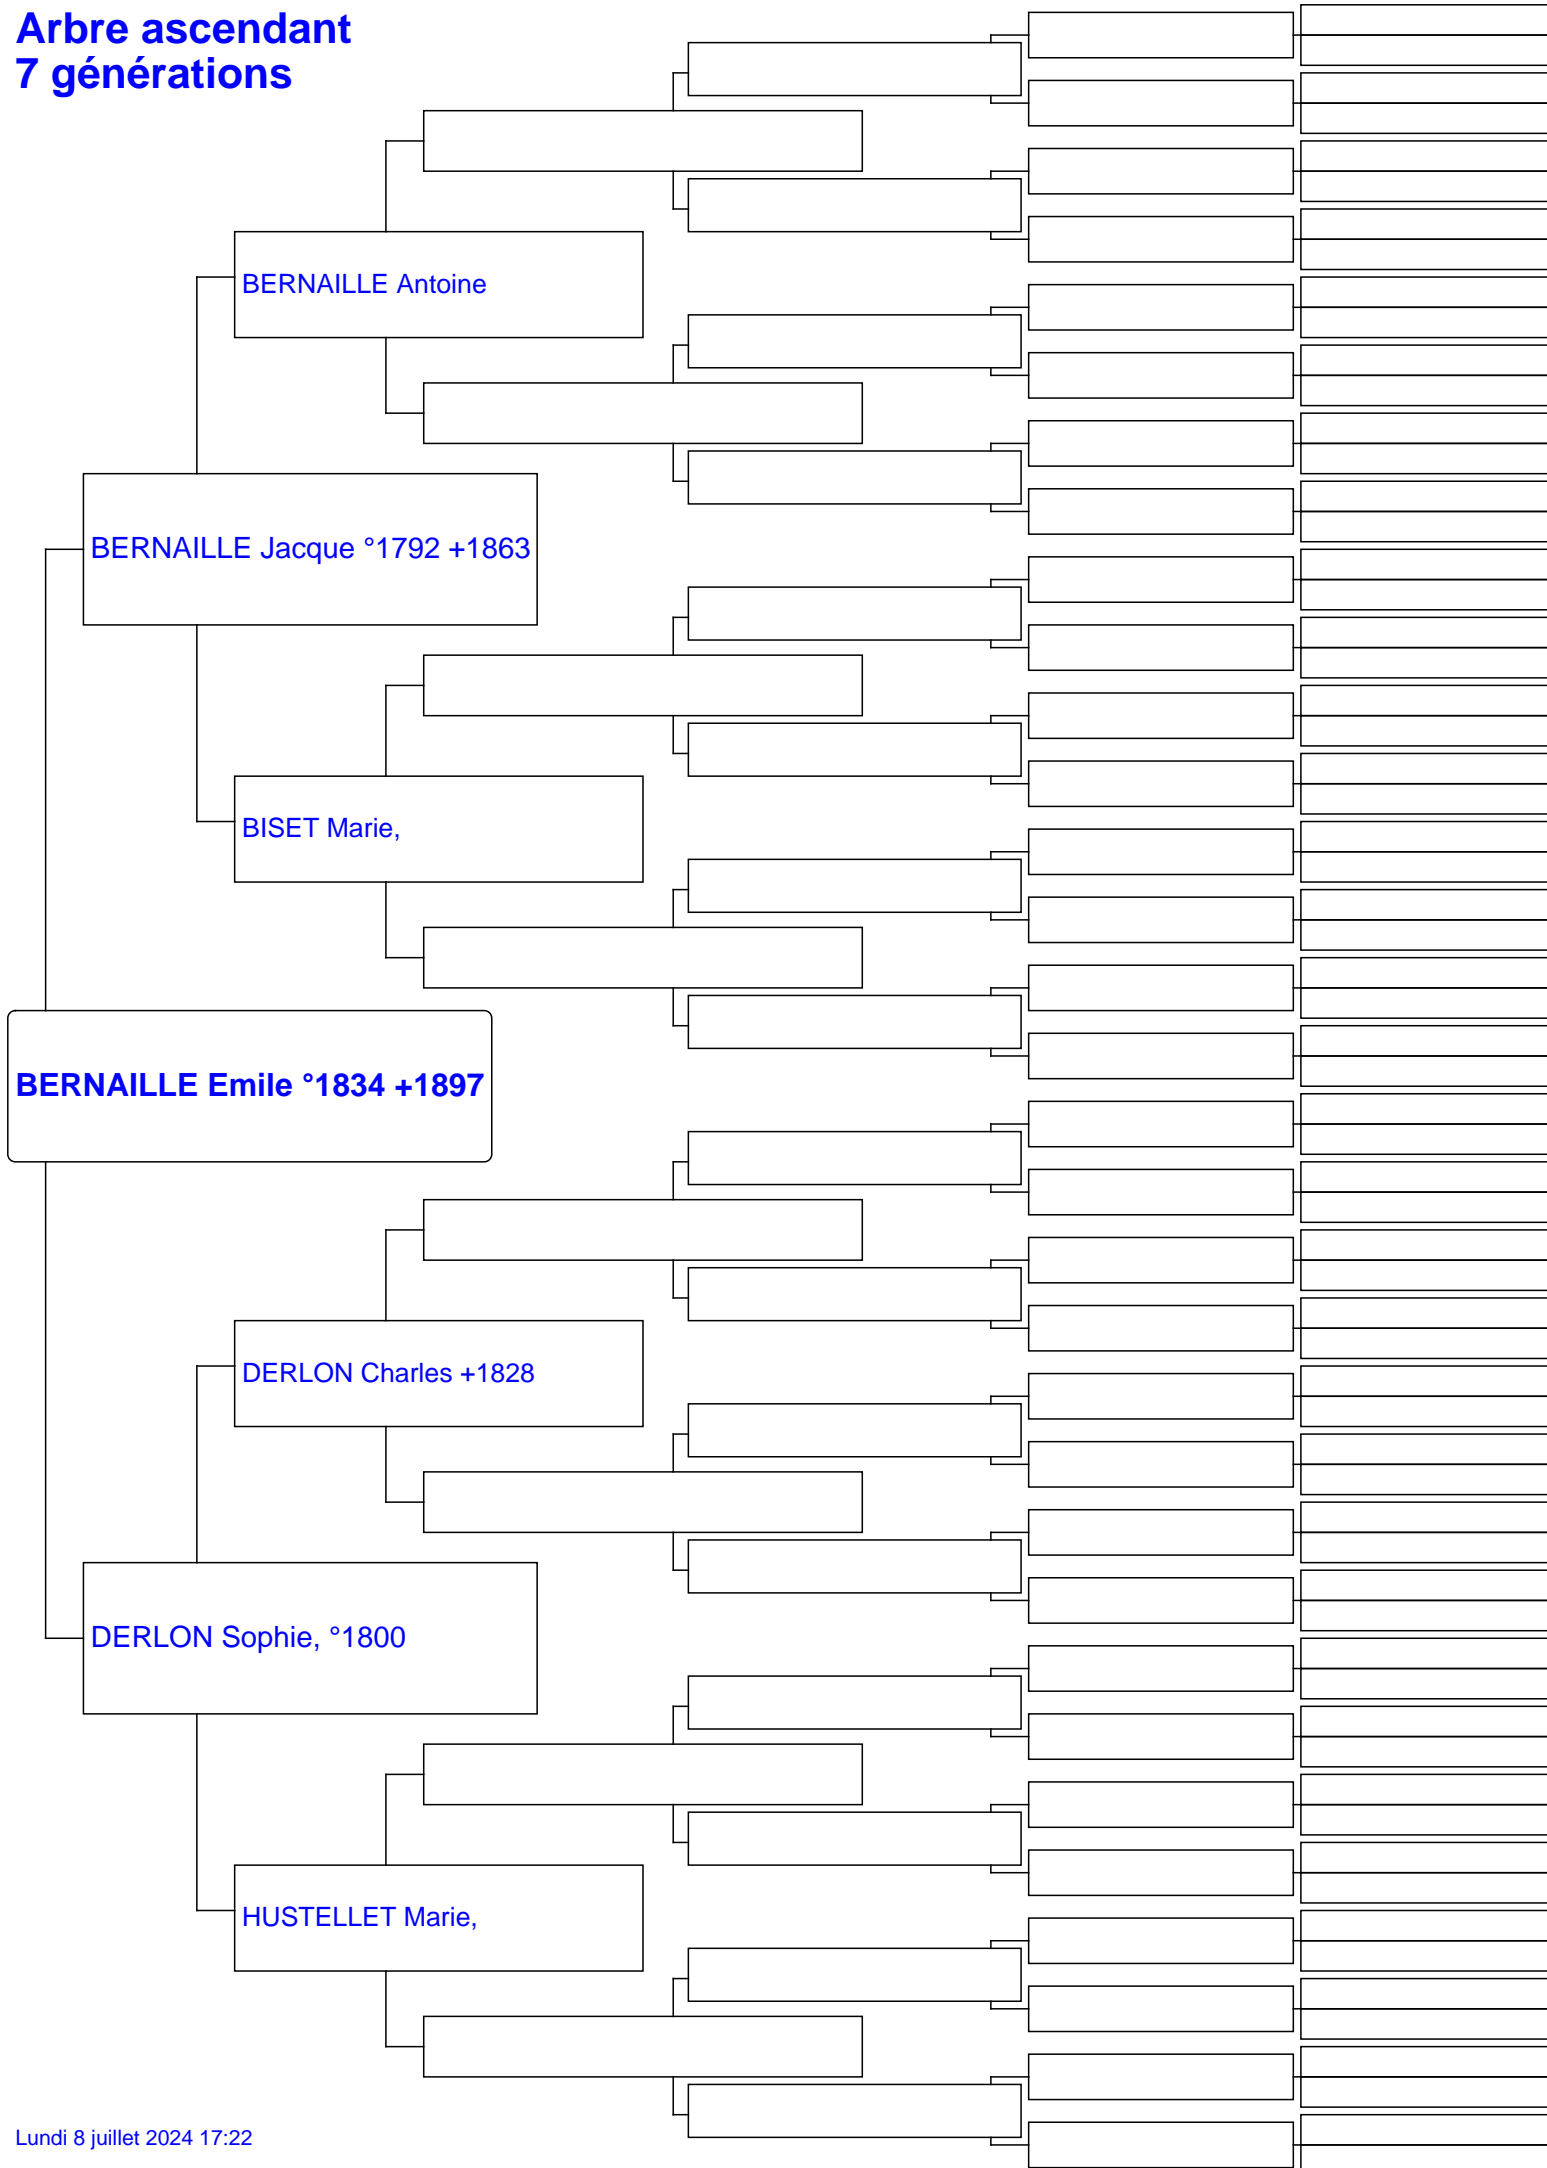 Arbre ascendant
7 générations
BERNAILLE Antoine
BERNAILLE Jacque °1792 +1863
BISET Marie,
BERNAILLE Emile °1834 +1897
DERLON Charles +1828
DERLON Sophie, °1800
HUSTELLET Marie,
Lundi 8 juillet 2024 17:22